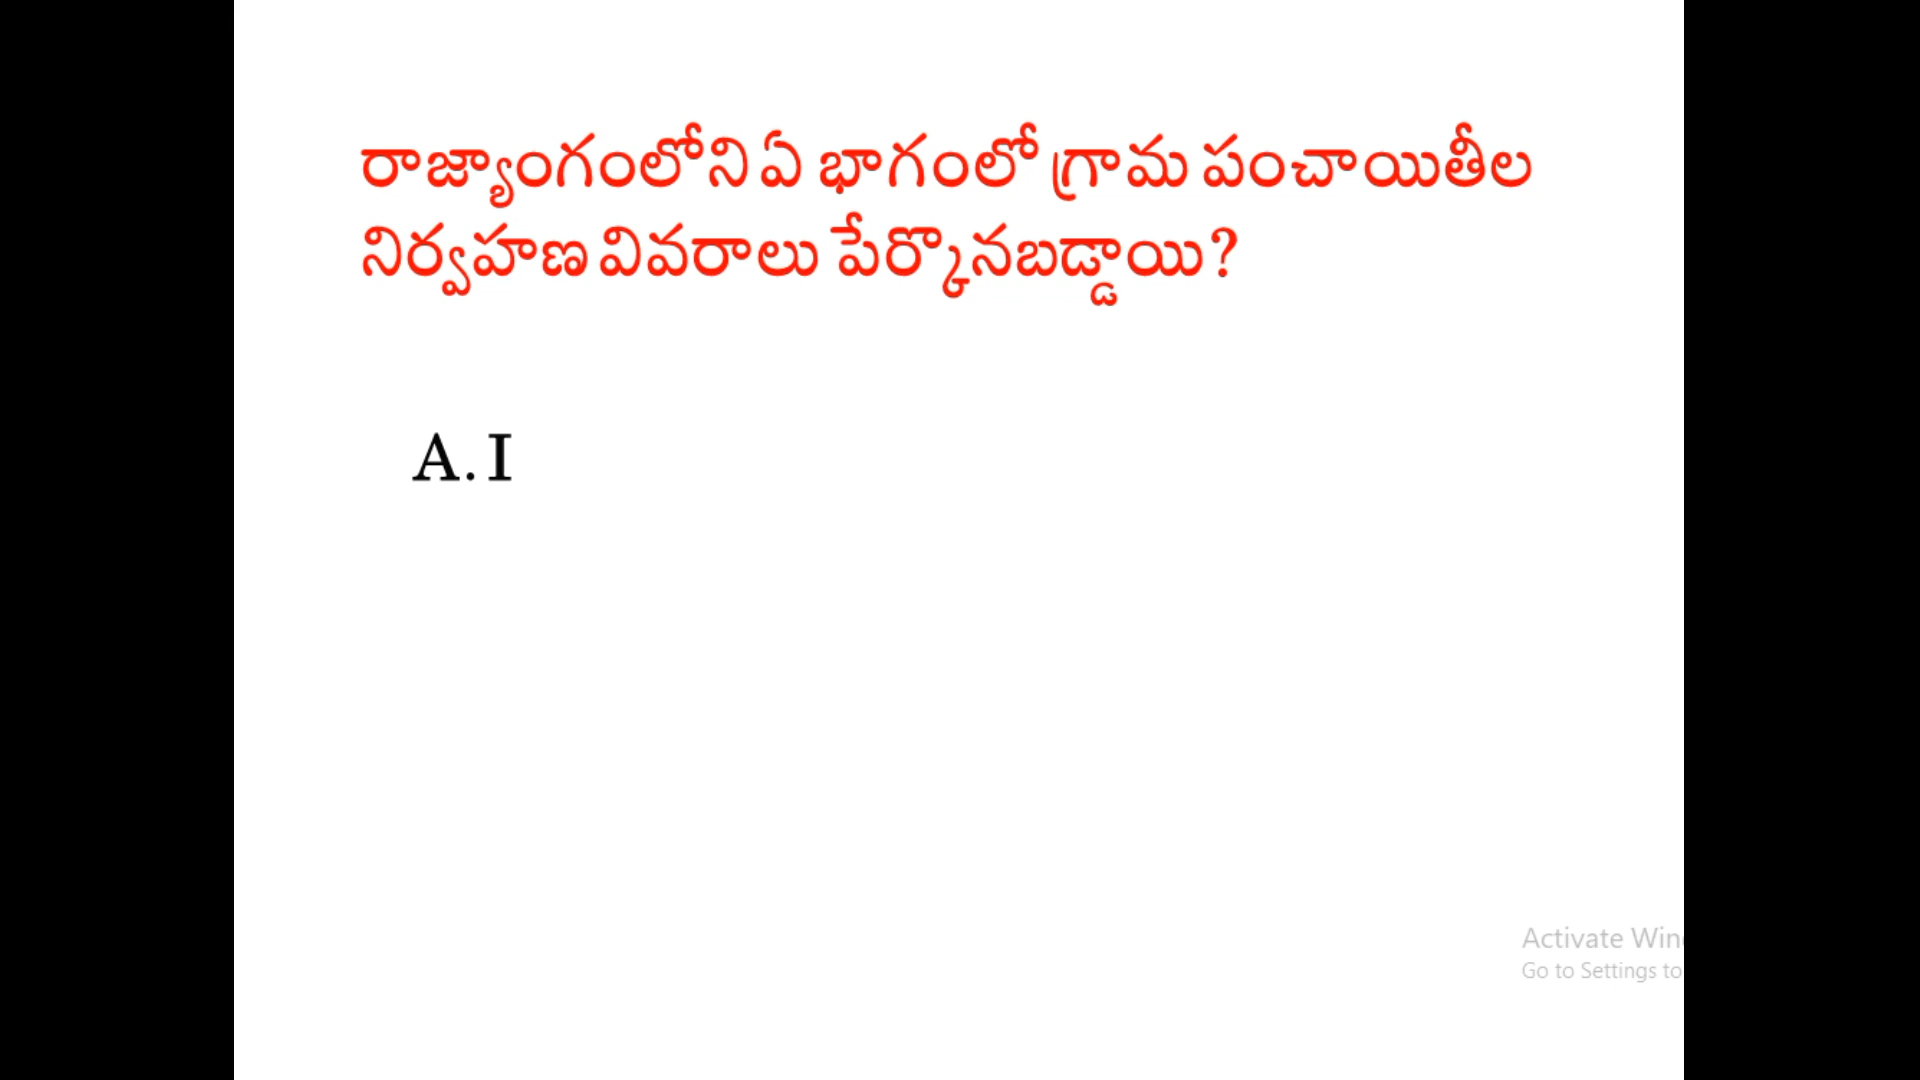 రాజ్యాంగంలోని ఏ భాగంలో గ్రామ పంచాయితీల
నిర్వహణ వివరాలు పేర్కొనబడ్డాయి?
A. I
Activate Win
Go to Settings to